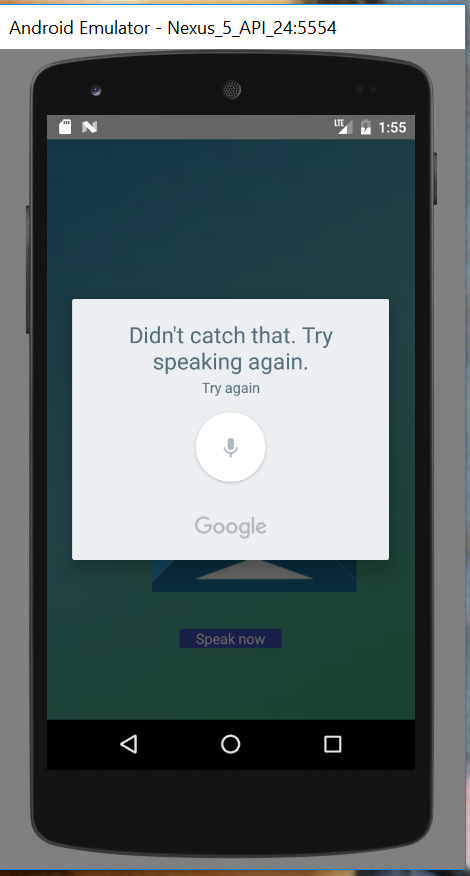 Android Emulator - Nexus_5_API_24:5554
LTE 1:55
Didn't catch that. Try
speaking again.
Try again
Google
Speak now